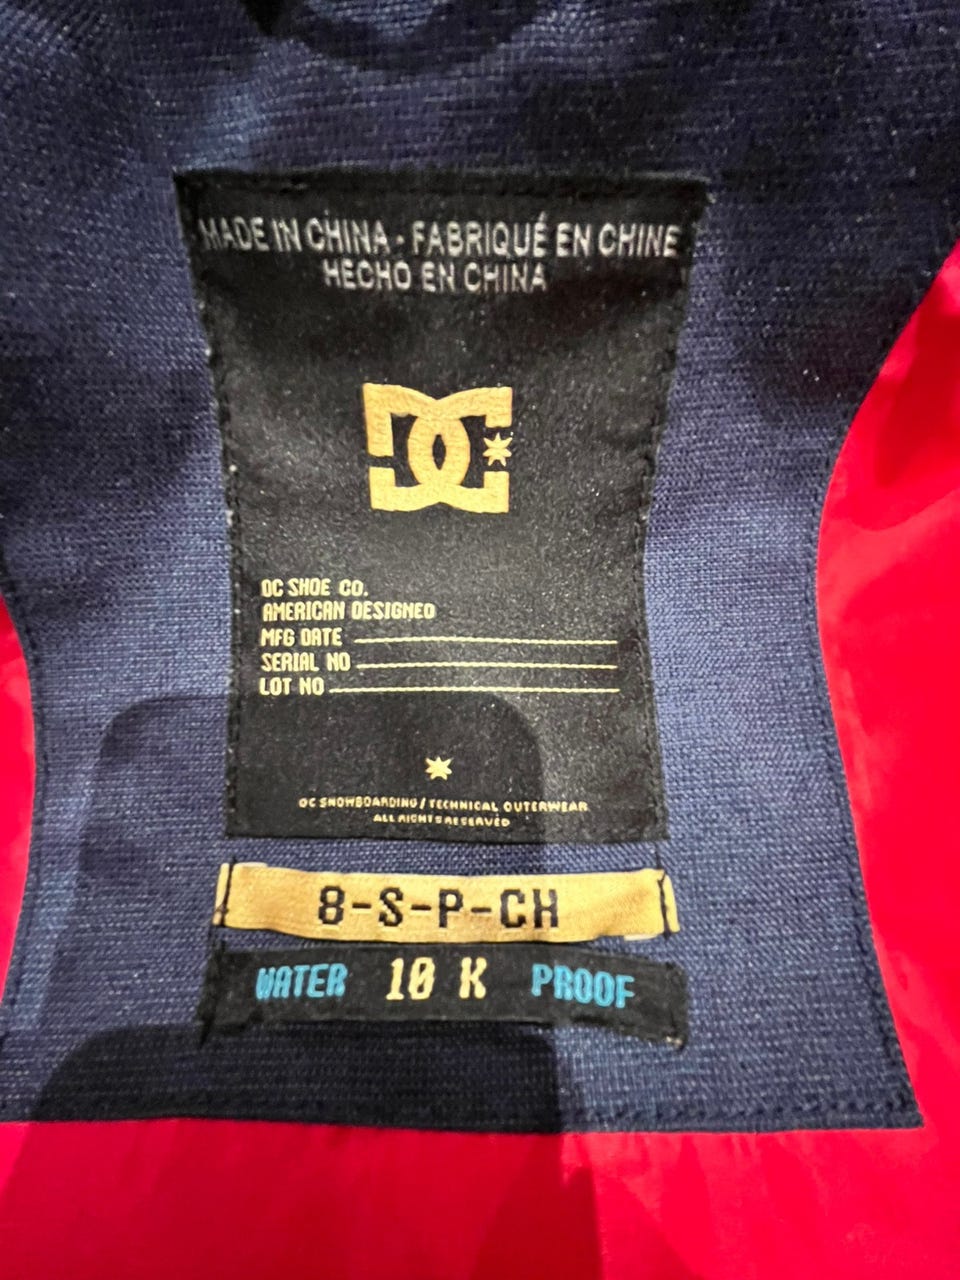 MADE IN CHINA · FABRIQUÉ EN CHINE
HECHO EN CHINA
DC
DC SHOE CO.
AMERICAN DESIGNED
MFG DATE
SERIAL NO
LOT NO
DC SNOWBOARDING / TECHNICAL OUTERWEAR
ALL RIGHTS RESERVED
8-S-P-CH
WATER 10 K PROOF